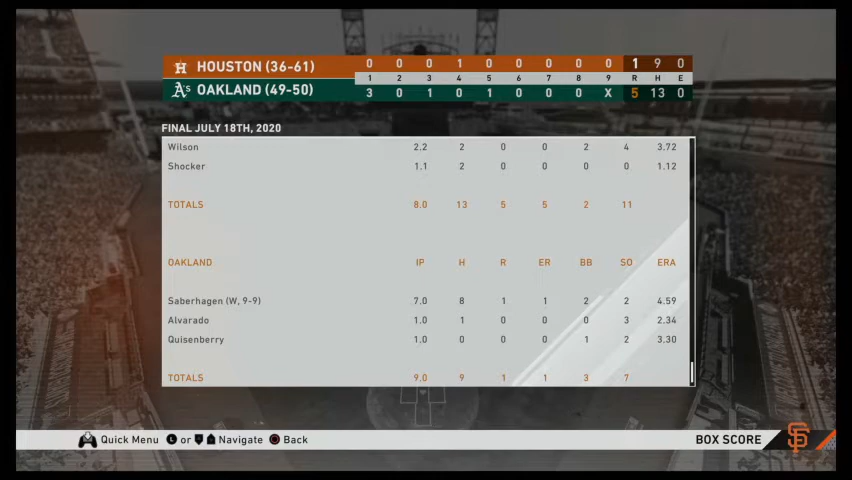 HOUSTON (36-61) 0 0 0 1 0 0 0 0 0 1 9 0
1 2 3 4 5 6 7 8 9 R H E
A's OAKLAND (49-50) 3 0 1 0 1 0 0 0 X 5 13 0
FINAL JULY 18TH, 2020
Wilson 2.2 2 0 0 2 4 3.72
Shocker 1.1 2 0 0 0 0 1.12
TOTALS 8.0 13 5 5 2 11
OAKLAND IP H R ER BB SO ERA
Saberhagen (W, 9-9) 7.0 8 1 1 2 2 4.59
Alvarado 1.0 1 0 0 0 3 2.34
Quisenberry 1.0 0 0 0 1 2 3.30
TOTALS 9.0 9 1 1 3 7
Quick Menu L or Navigate Back BOX SCORE SF